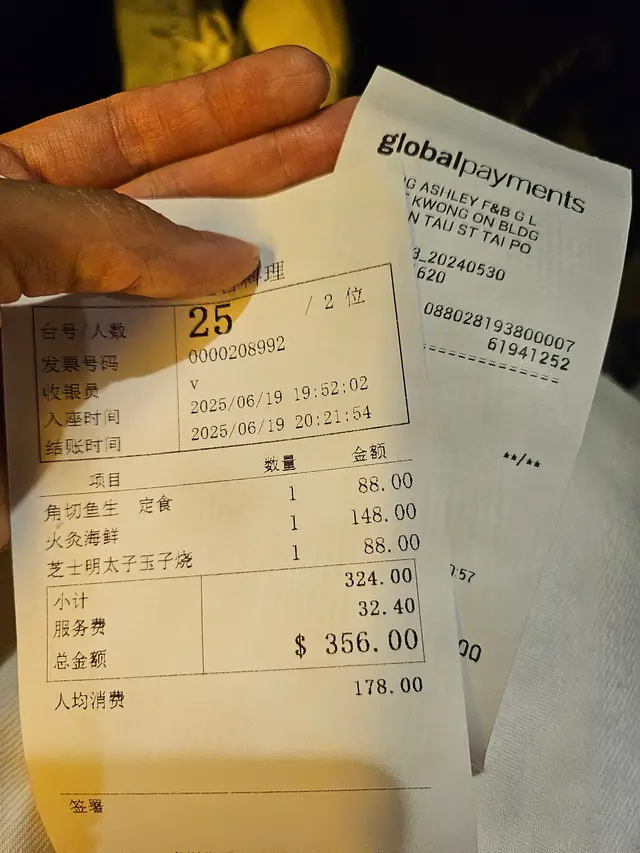 料理
台号/人数 25 / 2 位
发票号码 0000208992
收银员 v
入座时间 2025/06/19 19:52:02
结账时间 2025/06/19 20:21:54
项目 数量 金额
角切鱼生 定食 1 88.00
火灸海鲜 1 148.00
芝士明太子玉子烧 1 88.00
小计 324.00
服务费 32.40
总金额 $ 356.00
人均消费 178.00
签署
globalpayments
G ASHLEY F&B G L
KWONG ON BLDG
N TAU ST TAI PO
3_20240530
1620
088028193800007
61941252
**/**
0:57
00